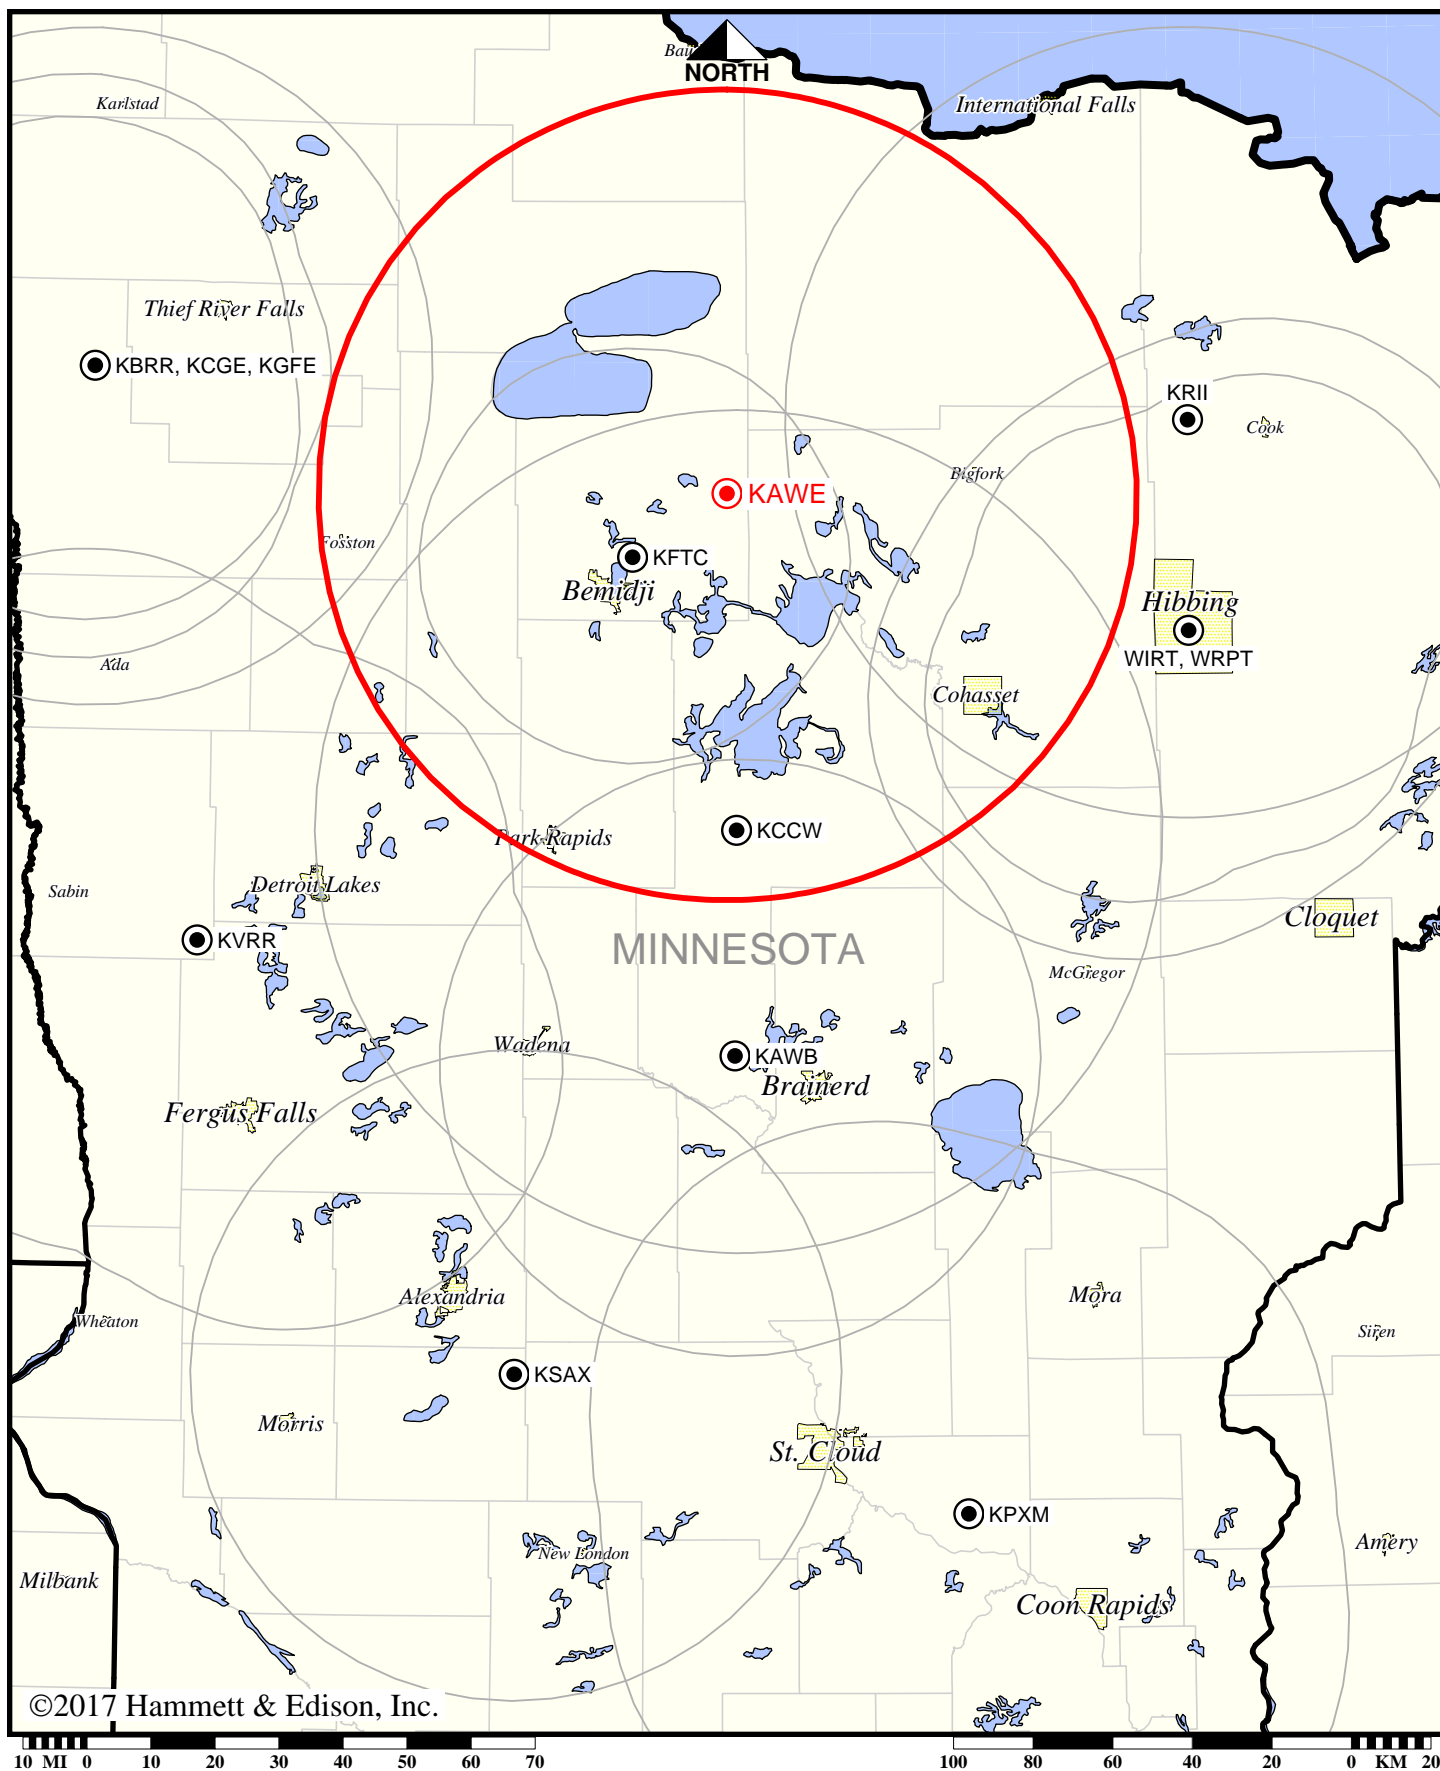 NORTH
International Falls
Karlstad
Thief River Falls
KBRR, KCGE, KGFE
KRII
Cook
Bigfork
KAWE
Fosston
KFTC
Bemidji
Hibbing
WIRT, WRPT
Ada
Cohasset
KCCW
Park Rapids
Detroit Lakes
Sabin
Cloquet
KVRR
MINNESOTA
McGregor
Wadena
KAWB
Brainerd
Fergus Falls
Alexandria
Mora
Wheaton
Siren
KSAX
Morris
St. Cloud
KPXM
New London
Amery
Milbank
Coon Rapids
©2017 Hammett & Edison, Inc.
10 MI 0 10 20 30 40 50 60 70
100 80 60 40 20 0 KM 20